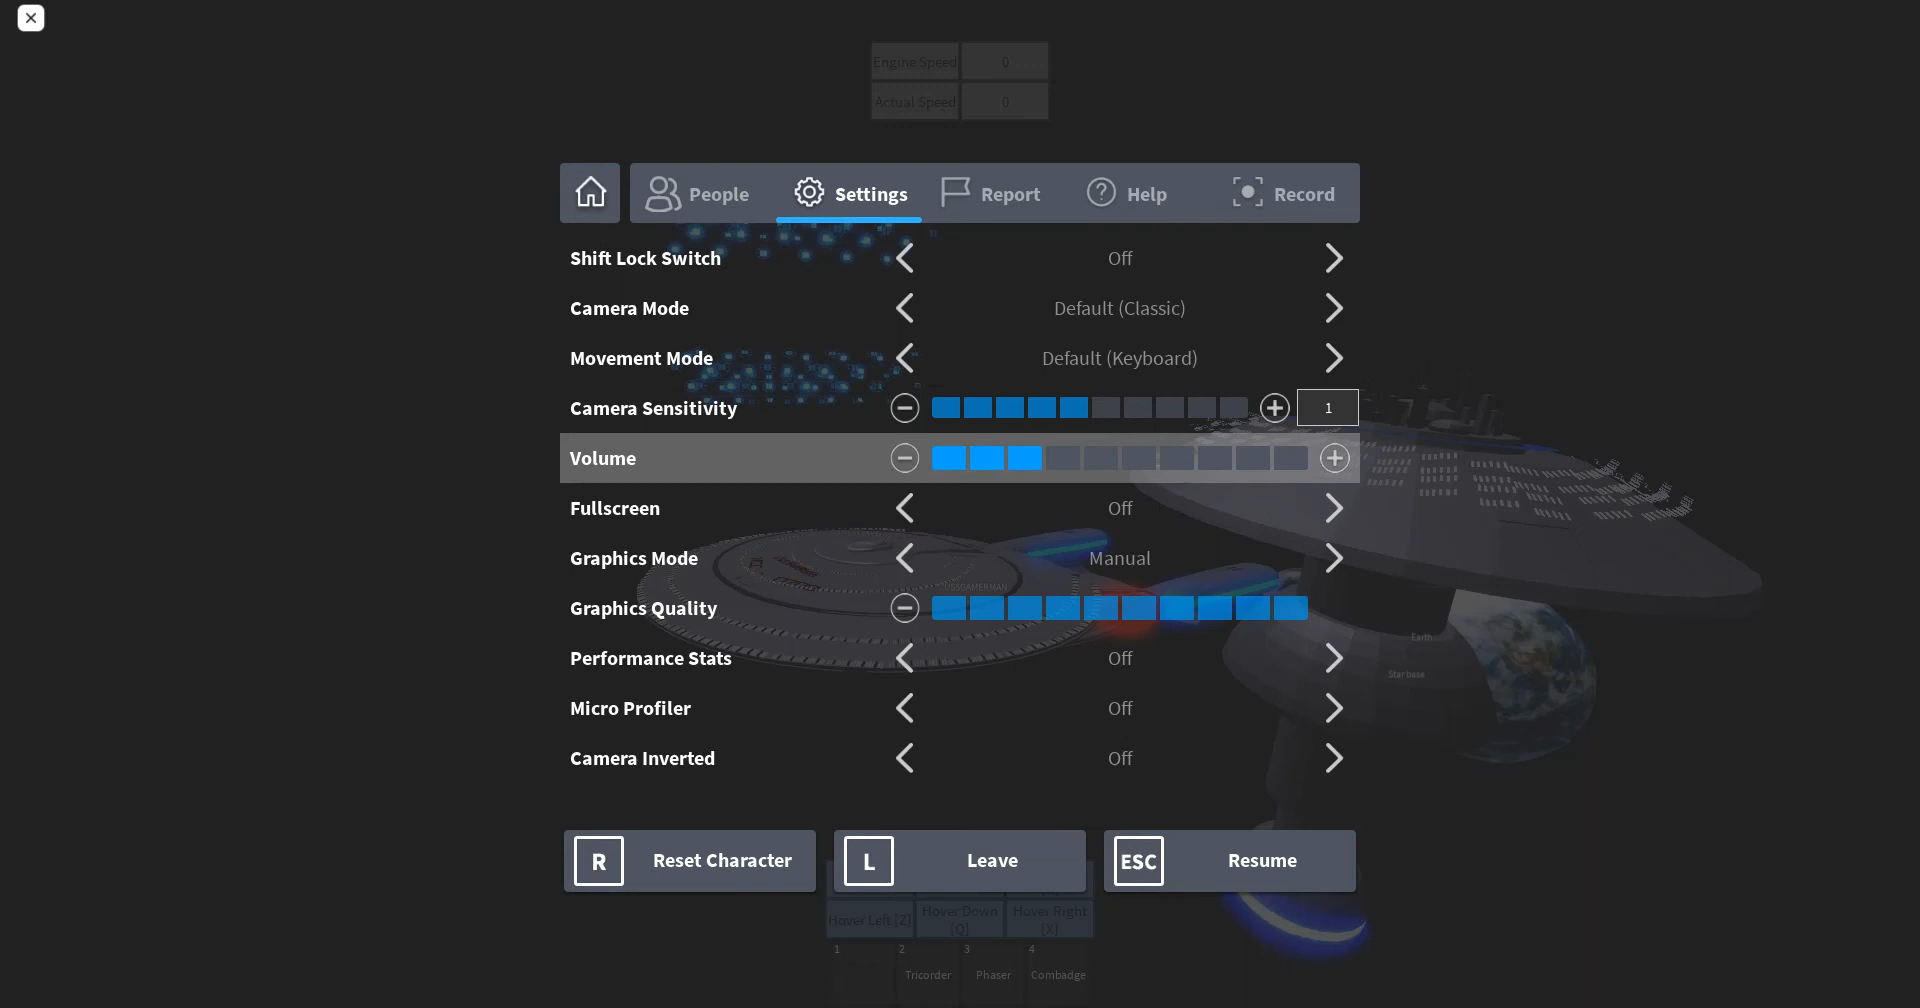 Engine Speed 0
Actual Speed 0
People Settings Report Help Record
Shift Lock Switch Off
Camera Mode Default (Classic)
Movement Mode Default (Keyboard)
Camera Sensitivity 1
Volume
Fullscreen Off
Graphics Mode Manual
USSGAMERMAN
Graphics Quality
Earth
Performance Stats Off
Star base
Micro Profiler Off
Camera Inverted Off
R Reset Character L Leave ESC Resume
Hover Left [Z] Hover Down [Q] Hover Right [X]
1 2 3 4
Tricorder Phaser Combadge